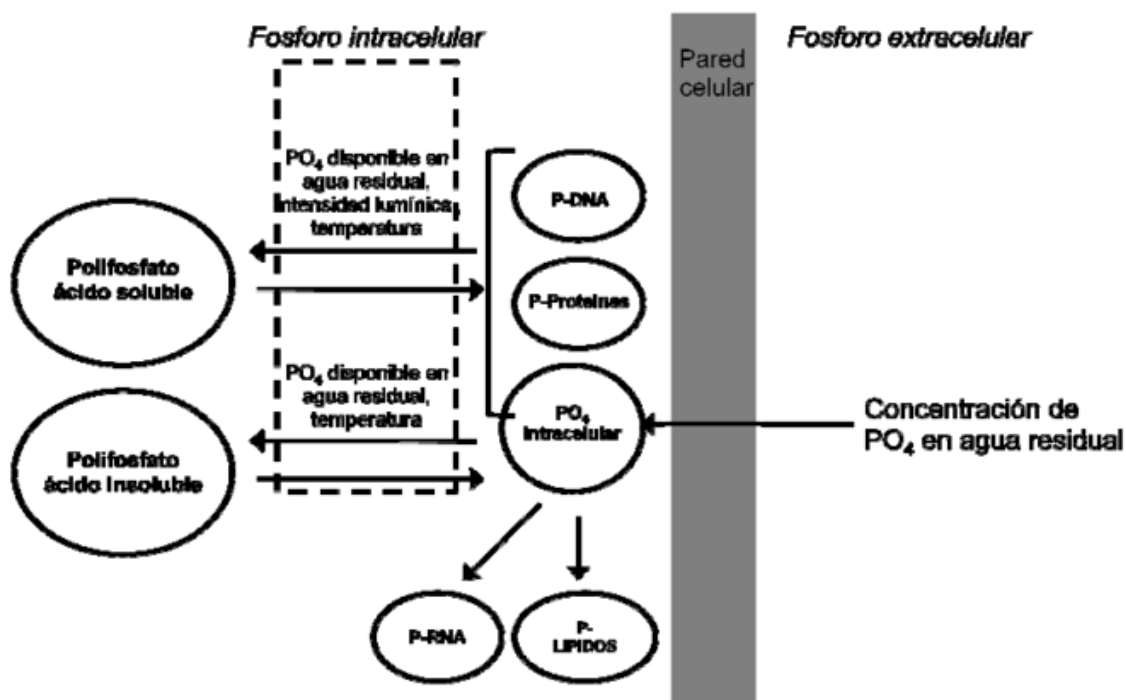 Fosforo intracelular
Fosforo extracelular
Pared
celular
PO₄ disponible en
agua residual,
intensidad lumínica,
temperatura
P-DNA
Polifosfato
ácido soluble
P-Proteinas
PO₄ disponible en
agua residual,
temperatura
PO₄
intracelular
Concentración de
PO₄ en agua residual
Polifosfato
ácido insoluble
P-RNA
P-
LIPIDOS